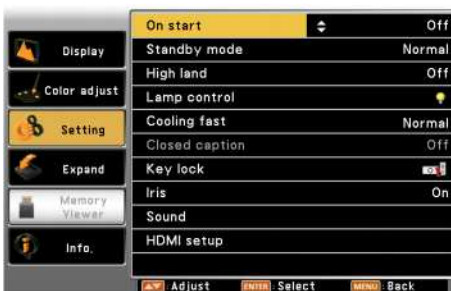 Display
Color adjust
Setting
Expand
Memory
Viewer
Info.
On start Off
Standby mode Normal
High land Off
Lamp control
Cooling fast Normal
Closed caption Off
Key lock
Iris On
Sound
HDMI setup
Adjust ENTER Select MENU Back